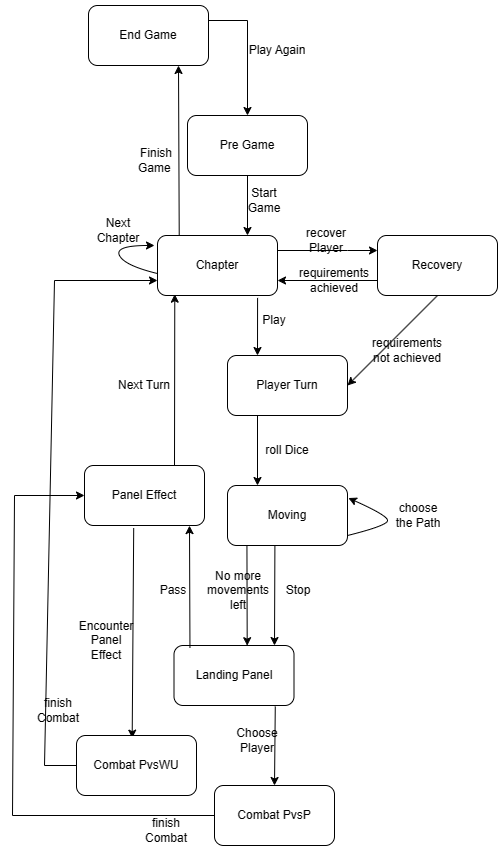 End Game
Play Again
Pre Game
Finish
Game
Start
Game
Next
Chapter
Chapter
recover
Player
requirements
achieved
Recovery
Play
requirements
not achieved
Player Turn
Next Turn
roll Dice
Panel Effect
Moving
choose
the Path
No more
movements
left
Pass
Stop
Encounter
Panel
Effect
Landing Panel
finish
Combat
Choose
Player
Combat PvsWU
Combat PvsP
finish
Combat